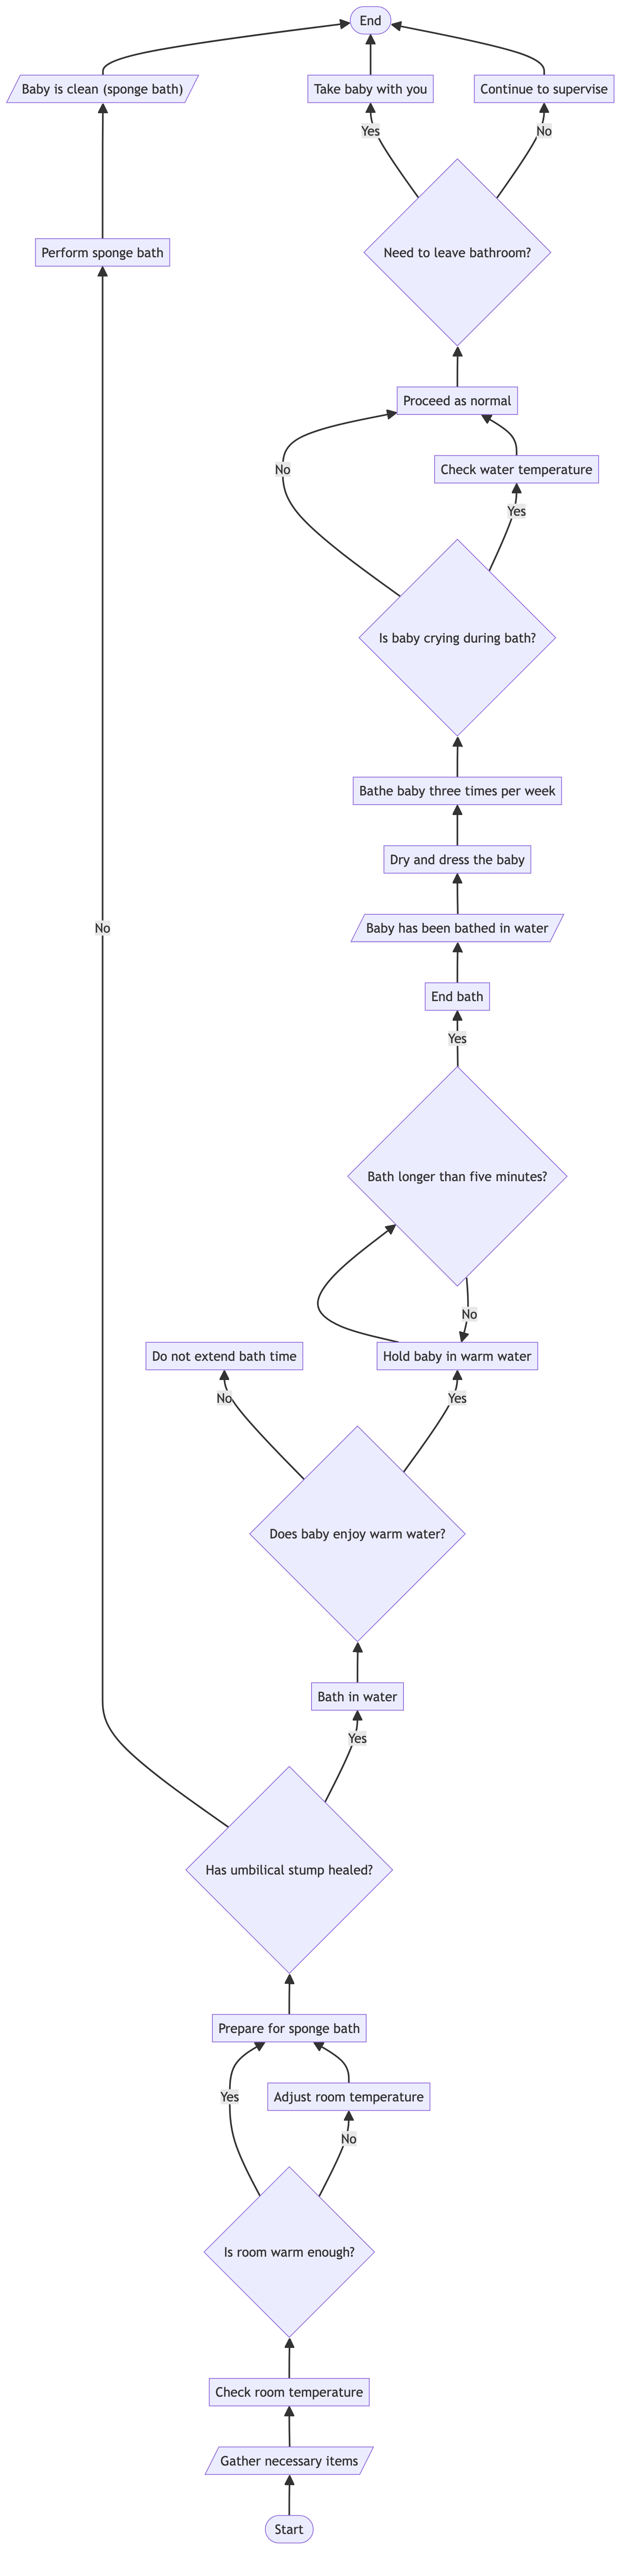 End
Baby is clean (sponge bath)
Take baby with you
Continue to supervise
Yes
No
Need to leave bathroom?
Perform sponge bath
Proceed as normal
No
Check water temperature
Yes
Is baby crying during bath?
Bathe baby three times per week
Dry and dress the baby
Baby has been bathed in water
No
End bath
Yes
Bath longer than five minutes?
No
Do not extend bath time
Hold baby in warm water
No
Yes
Does baby enjoy warm water?
Bath in water
Yes
Has umbilical stump healed?
Prepare for sponge bath
Yes
Adjust room temperature
No
Is room warm enough?
Check room temperature
Gather necessary items
Start